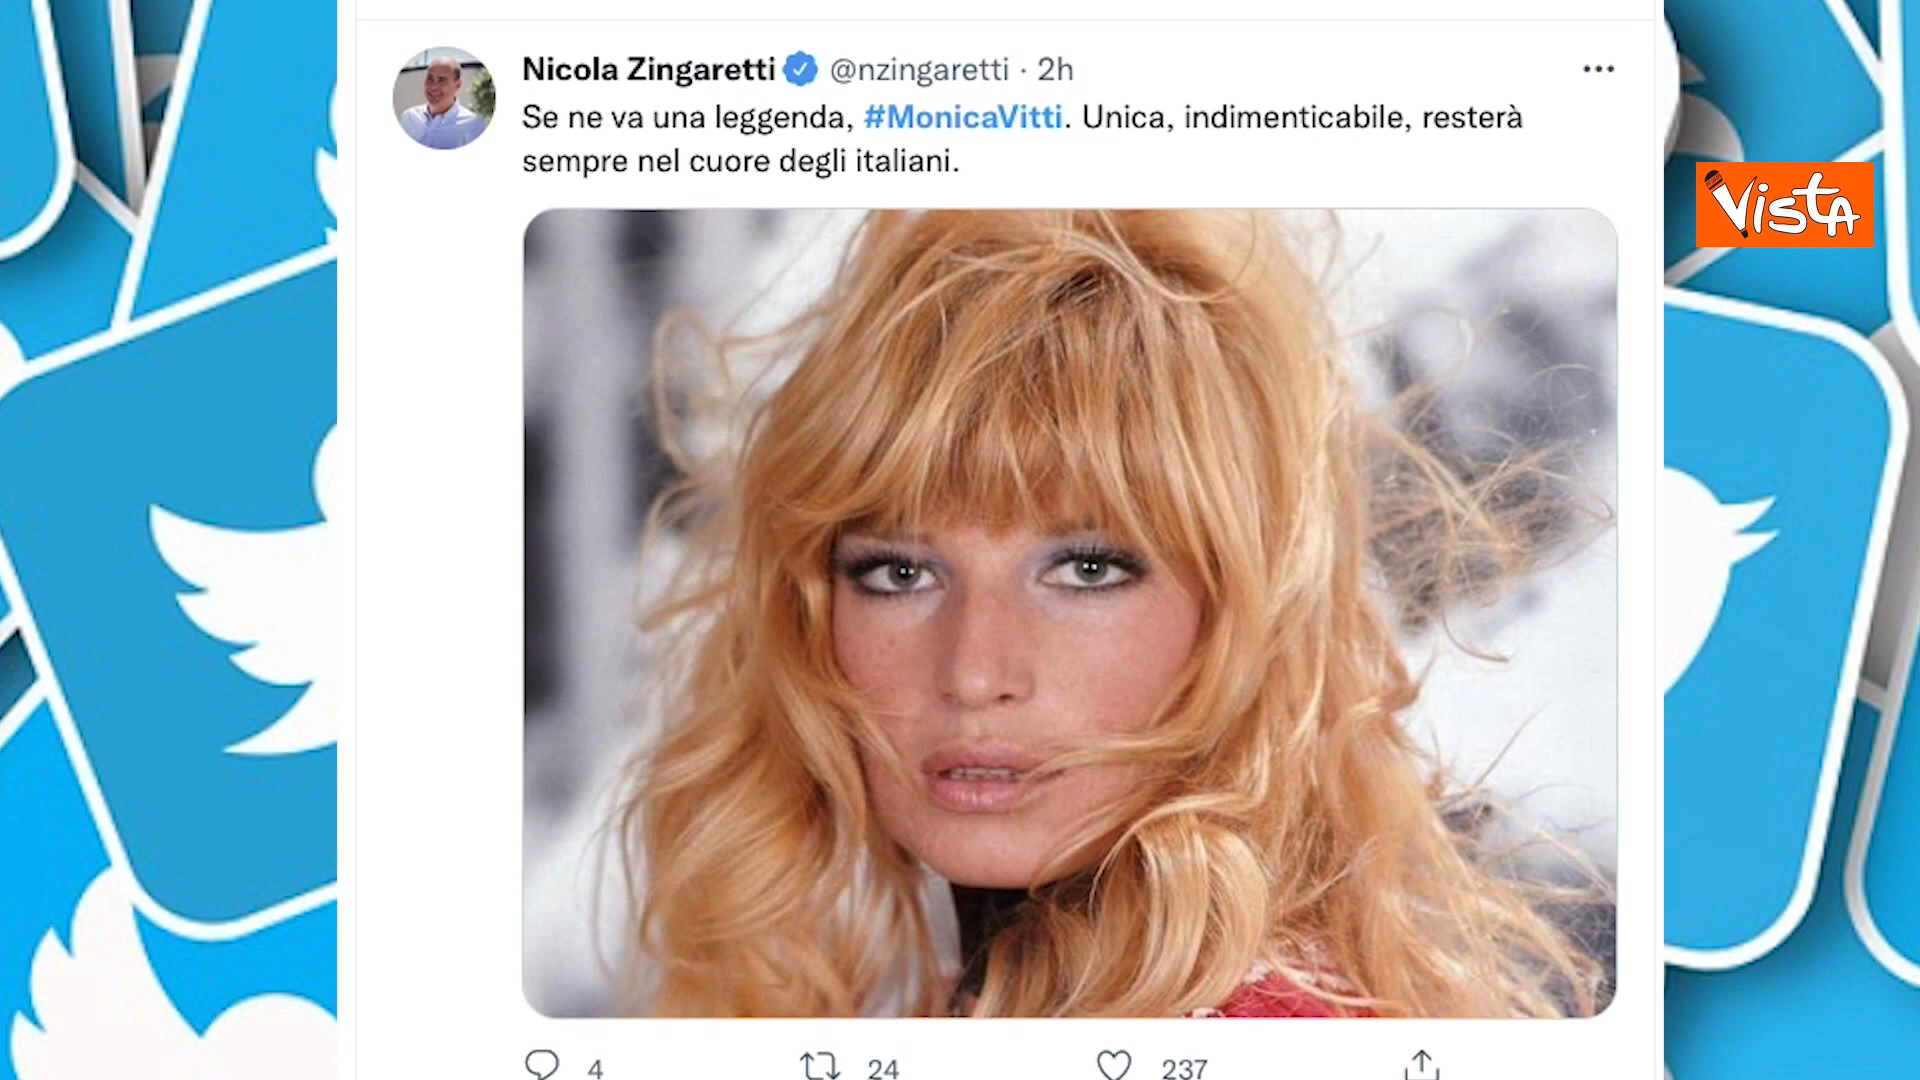 Nicola Zingaretti @nzingaretti · 2h
Se ne va una leggenda, #MonicaVitti. Unica, indimenticabile, resterà
sempre nel cuore degli italiani.
VISTA
4 24 237